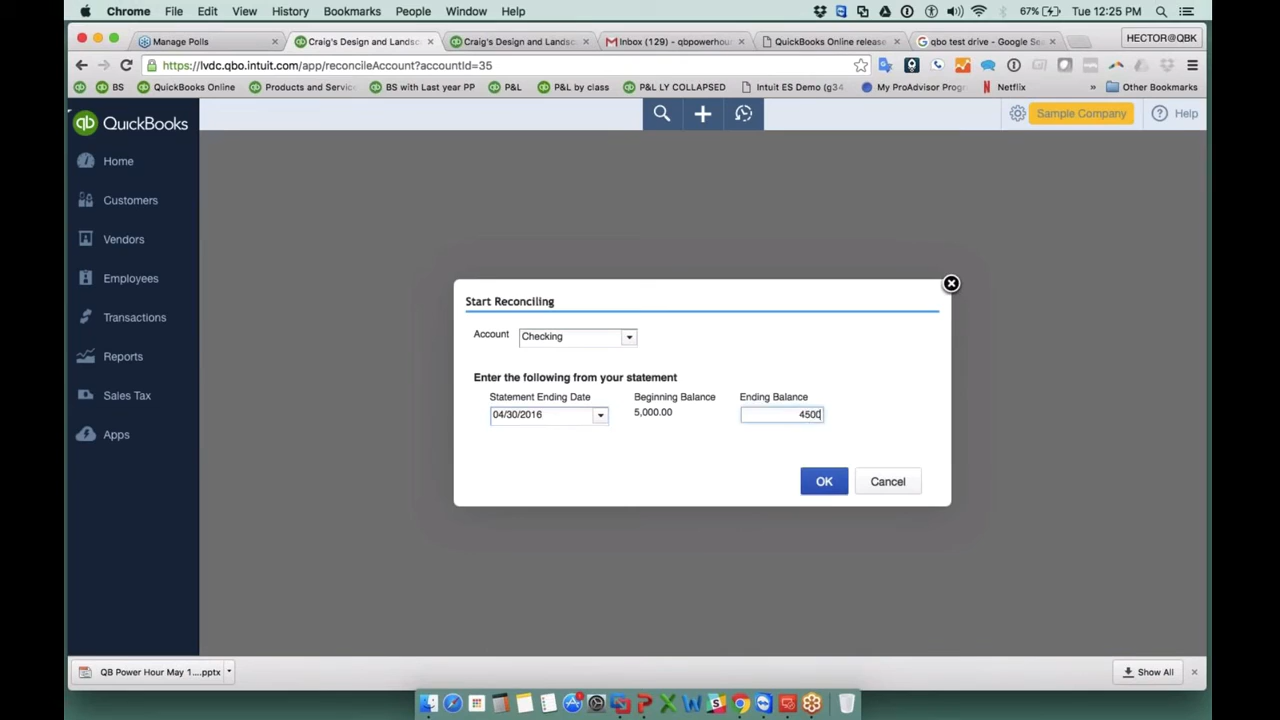 Chrome File Edit View History Bookmarks People Window Help 67% Tue 12:25 PM
Manage Polls Craig's Design and Landsc Craig's Design and Landsc Inbox (129) - qbpowerhou QuickBooks Online release qbo test drive - Google Sea HECTOR@QBK
https://lvdc.qbo.intuit.com/app/reconcileAccount?accountId=35
BS QuickBooks Online Products and Servic BS with Last year PP P&L P&L by class P&L LY COLLAPSED Intuit ES Demo (g34 My ProAdvisor Progr Netflix » Other Bookmarks
qb QuickBooks Sample Company ? Help
Home
Customers
Vendors
Employees
Transactions
Reports
Sales Tax
Apps
Start Reconciling
Account Checking
Enter the following from your statement
Statement Ending Date Beginning Balance Ending Balance
04/30/2016 5,000.00 4500
OK Cancel
QB Power Hour May 1....pptx Show All